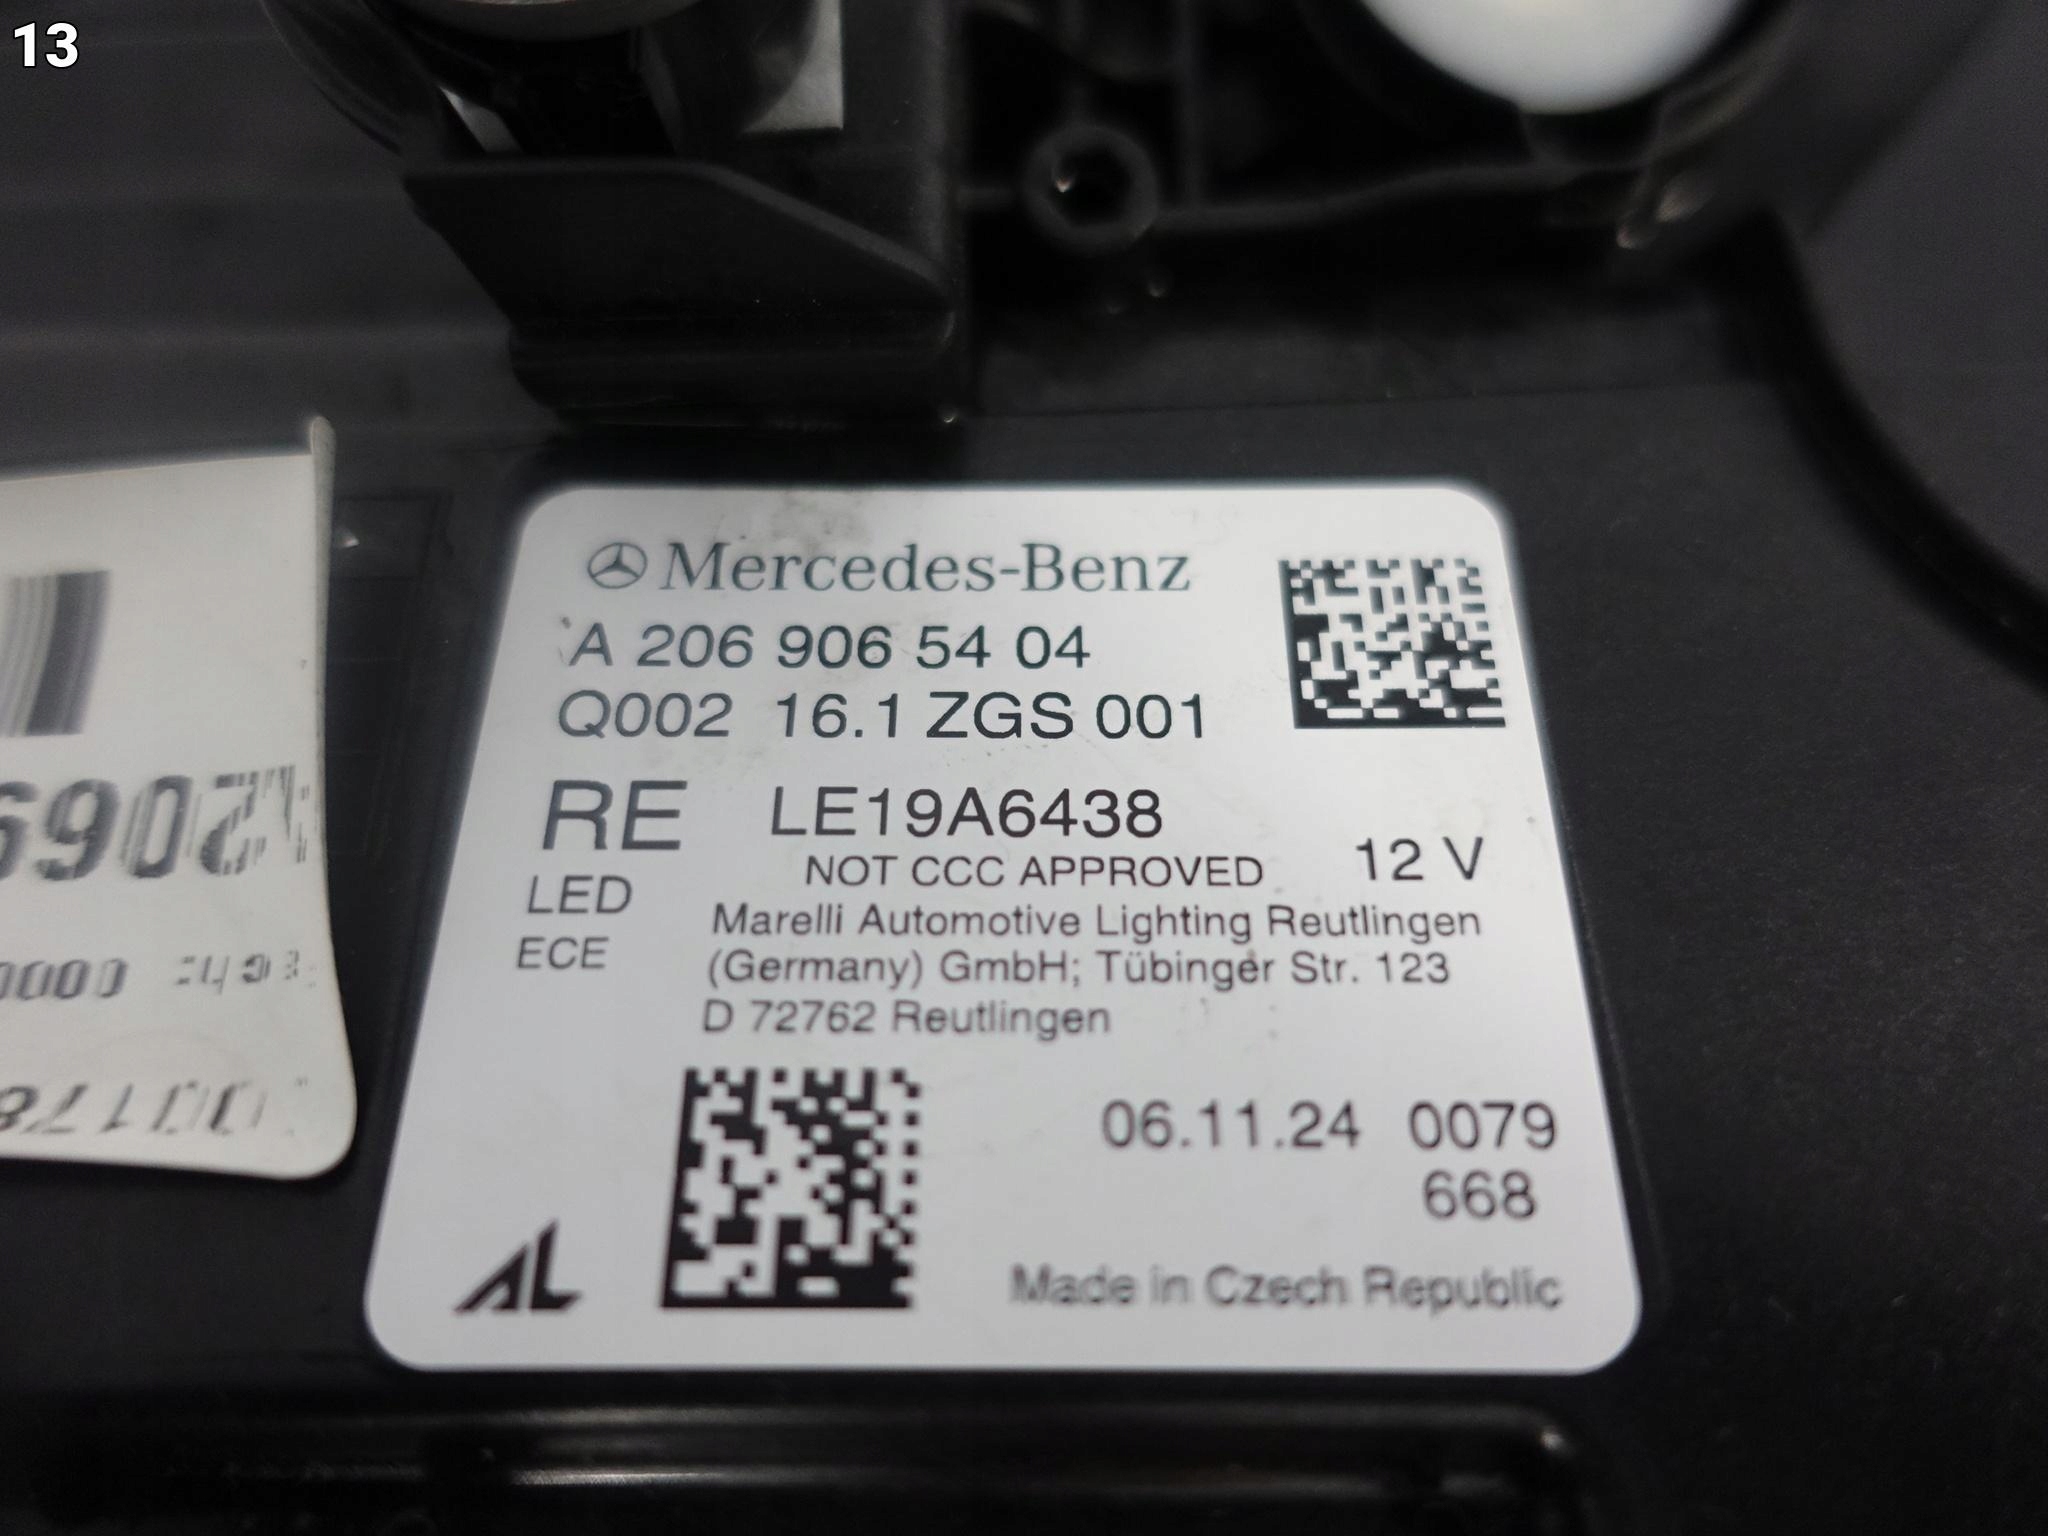 13
Mercedes-Benz
A 206 906 54 04
Q002 16.1 ZGS 001
RE LE19A6438
NOT CCC APPROVED 12 V
LED
ECE
Marelli Automotive Lighting Reutlingen
(Germany) GmbH; Tübinger Str. 123
D 72762 Reutlingen
06.11.24 0079
668
AL
Made in Czech Republic